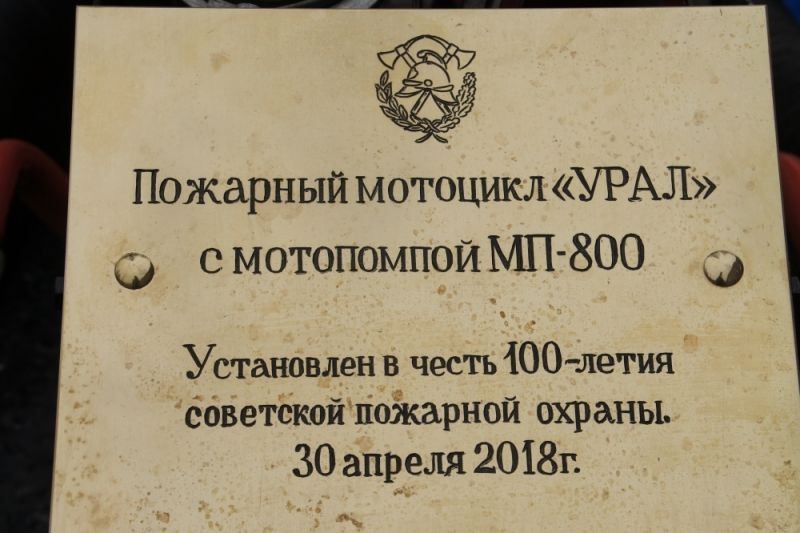 Пожарный мотоцикл «УРАЛ»
с мотопомпой МП-800
Установлен в честь 100-летия
советской пожарной охраны.
30 апреля 2018г.